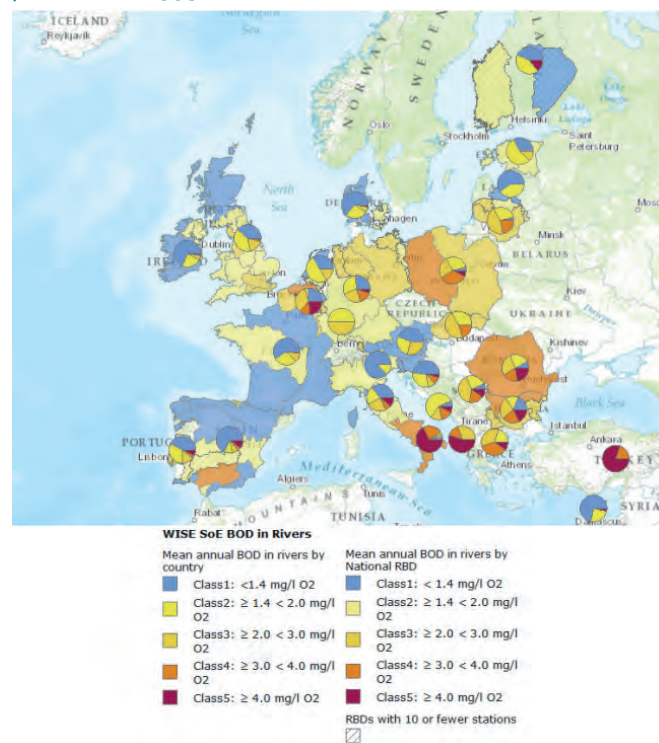 ICELAND
Reykjavik
Norwegian
Sea
NORWAY
SWEDEN
Oslo
Stockholm
Helsinki
Saint
Petersburg
North
Sea
Minsk
BELARUS
Dublin
CZECH
REPUBLIC
Kiev
UKRAINE
Kishinev
Budapest
Black Sea
Istanbul
Ankara
Tirane
GREECE
Athens
PORTUG
Lisbon
Algiers
Tunis
Mediterranean Sea
MOUNTAINS
Rabat
TUNISIA
SYRIA
Damascus
WISE SoE BOD in Rivers
Mean annual BOD in rivers by
country
Class1: <1.4 mg/l O2
Class2: ≥ 1.4 < 2.0 mg/l
O2
Class3: ≥ 2.0 < 3.0 mg/l
O2
Class4: ≥ 3.0 < 4.0 mg/l
O2
Class5: ≥ 4.0 mg/l O2
Mean annual BOD in rivers by
National RBD
Class1: < 1.4 mg/l O2
Class2: ≥ 1.4 < 2.0 mg/l
O2
Class3: ≥ 2.0 < 3.0 mg/l
O2
Class4: ≥ 3.0 < 4.0 mg/l
O2
Class5: ≥ 4.0 mg/l O2
RBDs with 10 or fewer stations